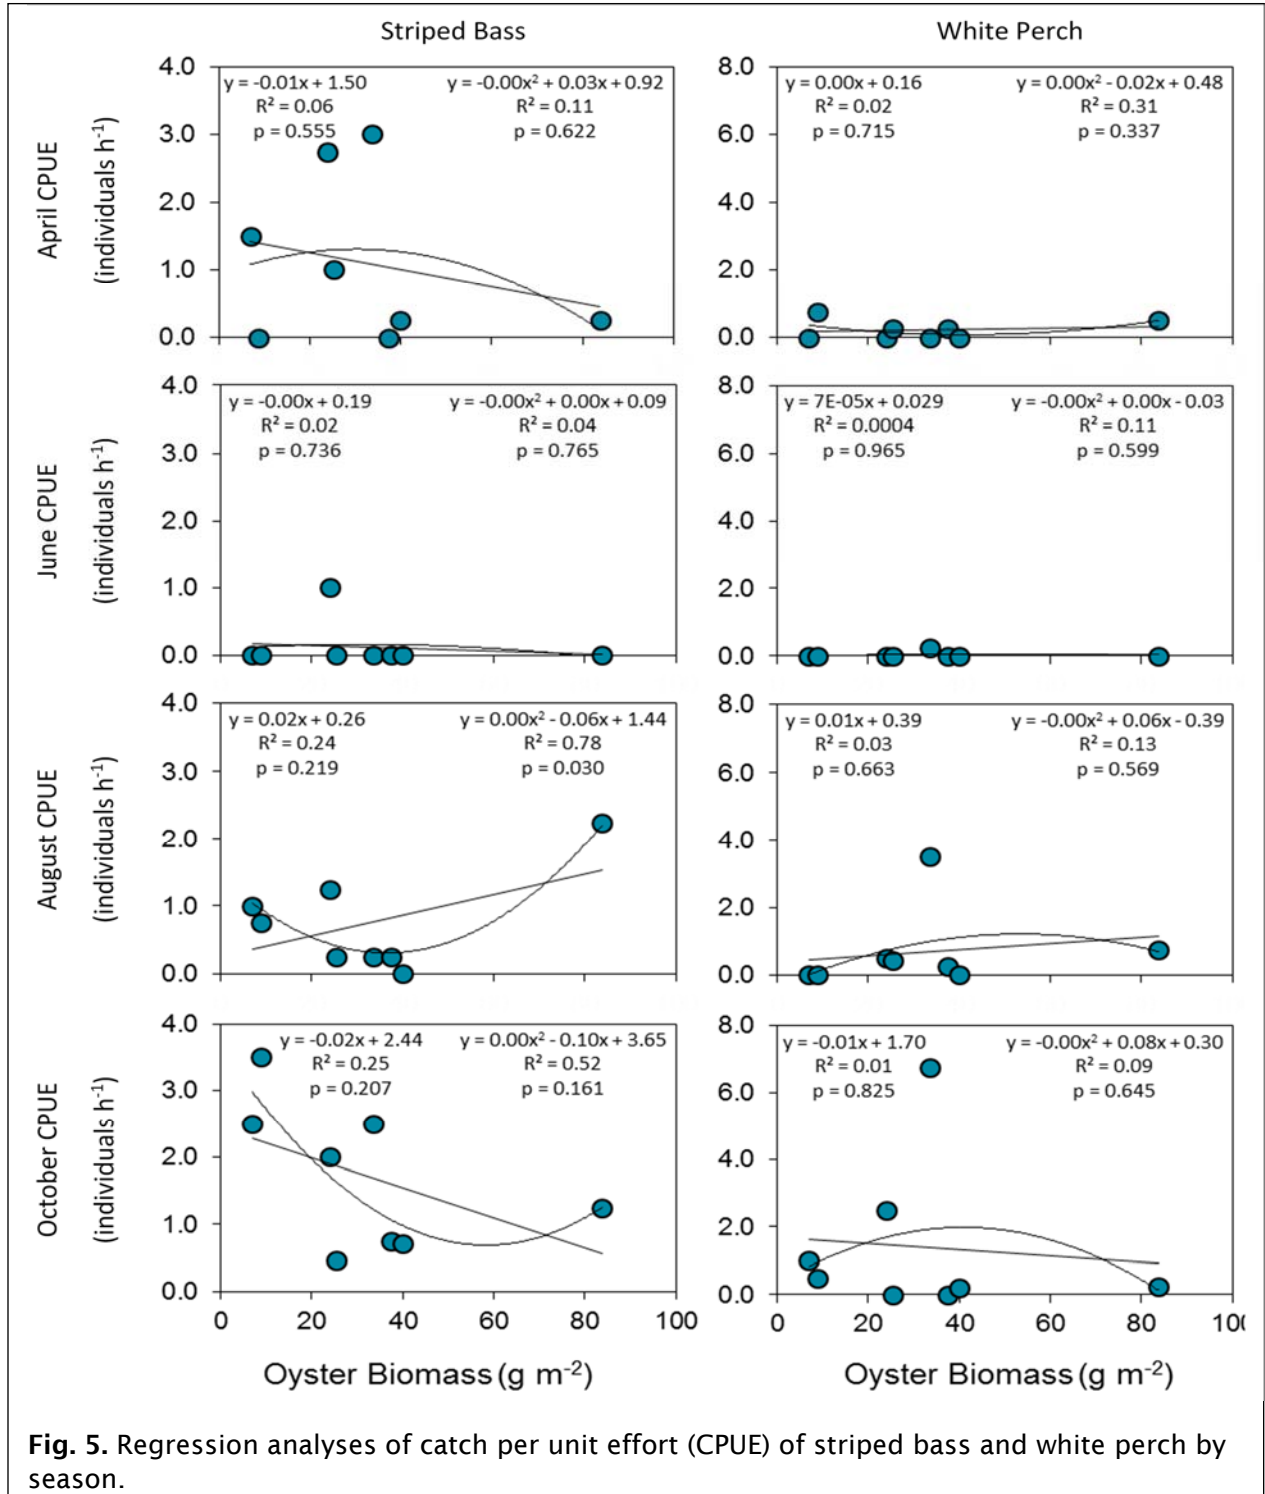 Striped Bass
White Perch
April CPUE
(individuals h⁻¹)
4.0
3.0
2.0
1.0
0.0
y = -0.01x + 1.50
R² = 0.06
p = 0.555
y = -0.00x² + 0.03x + 0.92
R² = 0.11
p = 0.622
8.0
6.0
4.0
2.0
0.0
y = 0.00x + 0.16
R² = 0.02
p = 0.715
y = 0.00x² - 0.02x + 0.48
R² = 0.31
p = 0.337
June CPUE
(individuals h⁻¹)
4.0
3.0
2.0
1.0
0.0
y = -0.00x + 0.19
R² = 0.02
p = 0.736
y = -0.00x² + 0.00x + 0.09
R² = 0.04
p = 0.765
8.0
6.0
4.0
2.0
0.0
y = 7E-05x + 0.029
R² = 0.0004
p = 0.965
y = -0.00x² + 0.00x - 0.03
R² = 0.11
p = 0.599
August CPUE
(individuals h⁻¹)
4.0
3.0
2.0
1.0
0.0
y = 0.02x + 0.26
R² = 0.24
p = 0.219
y = 0.00x² - 0.06x + 1.44
R² = 0.78
p = 0.030
8.0
6.0
4.0
2.0
0.0
y = 0.01x + 0.39
R² = 0.03
p = 0.663
y = -0.00x² + 0.06x - 0.39
R² = 0.13
p = 0.569
October CPUE
(individuals h⁻¹)
4.0
3.0
2.0
1.0
0.0
y = -0.02x + 2.44
R² = 0.25
p = 0.207
y = 0.00x² - 0.10x + 3.65
R² = 0.52
p = 0.161
8.0
6.0
4.0
2.0
0.0
y = -0.01x + 1.70
R² = 0.01
p = 0.825
y = -0.00x² + 0.08x + 0.30
R² = 0.09
p = 0.645
0 20 40 60 80 100
0 20 40 60 80
Oyster Biomass (g m⁻²)
Oyster Biomass (g m⁻²)
Fig. 5. Regression analyses of catch per unit effort (CPUE) of striped bass and white perch by
season.